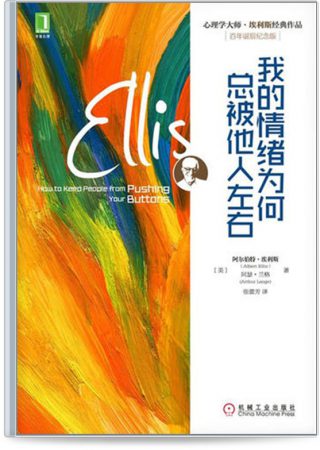 心理学大师·埃利斯经典作品
百年诞辰纪念版
我的情绪为何
总被他人左右
Ellis
How to Keep People from Pushing
Your Buttons
[美]
阿尔伯特·埃利斯
(Albert Ellis)
阿瑟·兰格
(Arthur Lange)
著
张蕾芳 译
机械工业出版社
China Machine Press